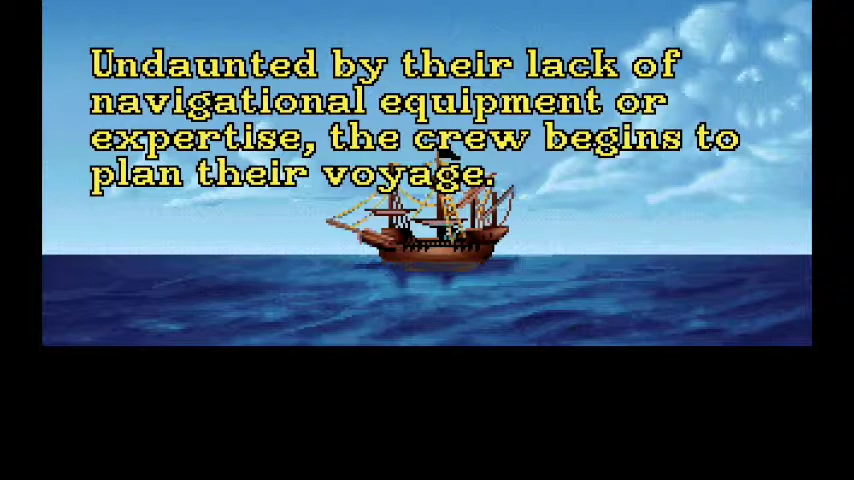 Undaunted by their lack of
navigational equipment or
expertise, the crew begins to
plan their voyage.